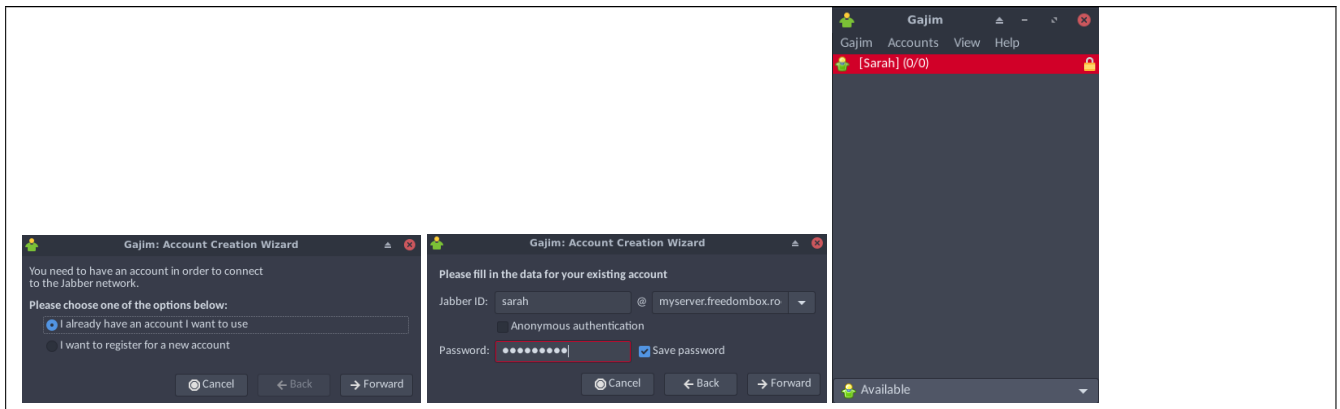 Gajim: Account Creation Wizard
You need to have an account in order to connect
to the Jabber network.
Please choose one of the options below:
I already have an account I want to use
I want to register for a new account
Cancel
Back
Forward
Gajim: Account Creation Wizard
Please fill in the data for your existing account
Jabber ID: sarah @ myserver.freedombox.ro
Anonymous authentication
Password: ●●●●●●●●● Save password
Cancel
Back
Forward
Gajim
Gajim Accounts View Help
[Sarah] (0/0)
Available